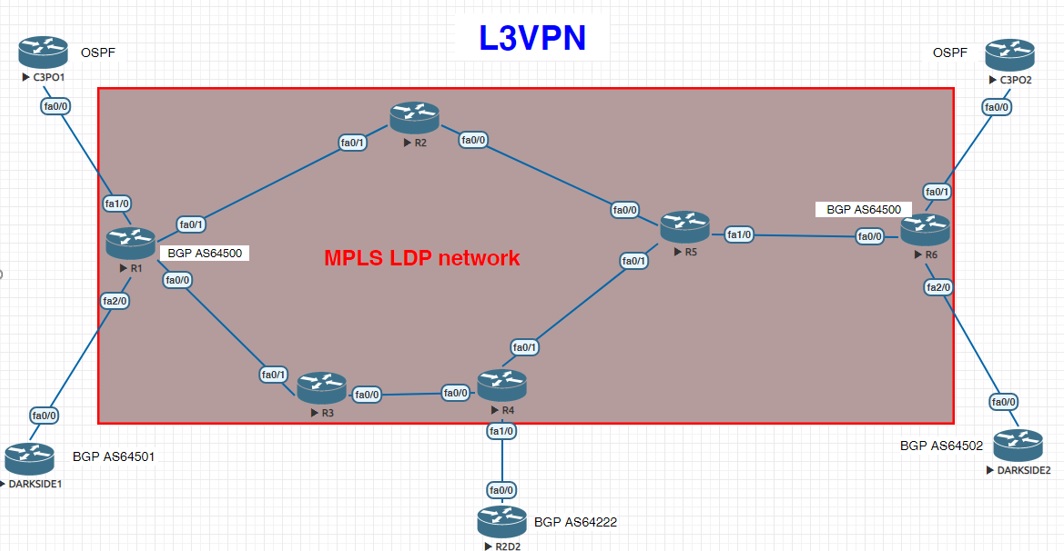 L3VPN
OSPF
OSPF
C3PO1
C3PO2
fa0/0
fa0/0
R2
fa0/1
fa0/0
fa1/0
fa0/1
fa0/1
fa0/0
BGP AS64500
BGP AS64500
R1
R5
fa1/0
fa0/0
R6
MPLS LDP network
fa0/0
fa0/1
fa2/0
fa2/0
fa0/1
fa0/1
R3
fa0/0
fa0/0
R4
fa0/0
fa0/0
fa1/0
BGP AS64501
BGP AS64502
DARKSIDE1
DARKSIDE2
fa0/0
BGP AS64222
R2D2